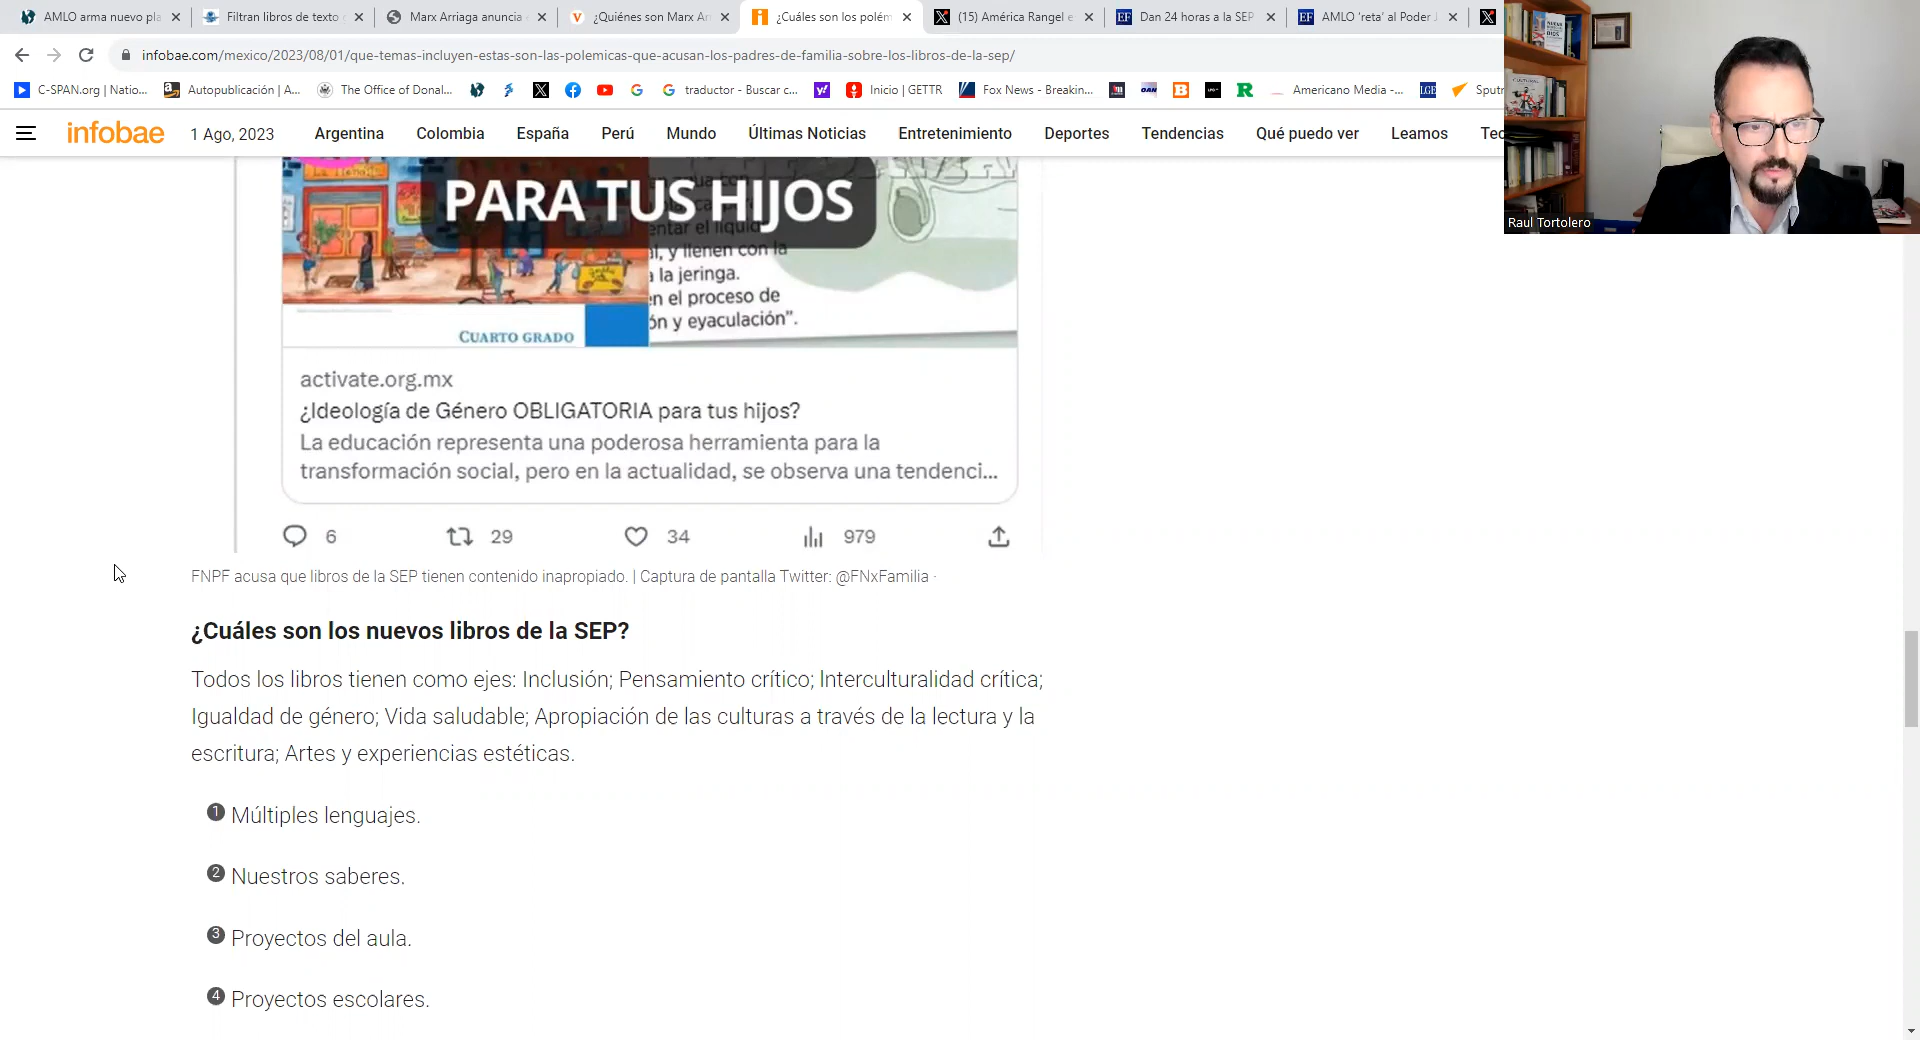 AMLO arma nuevo pla
Filtran libros de texto
Marx Arriaga anuncia
¿Quiénes son Marx Ar
¿Cuáles son los polém
(15) América Rangel e
Dan 24 horas a la SEP
AMLO 'reta' al Poder
infobae.com/mexico/2023/08/01/que-temas-incluyen-estas-son-las-polemicas-que-acusan-los-padres-de-familia-sobre-los-libros-de-la-sep/
C-SPAN.org | Natio...
Autopublicación | A...
The Office of Donal...
traductor - Buscar c...
Inicio | GETTR
Fox News - Breakin...
Americano Media -...
Sputn
infobae
1 Ago, 2023
Argentina
Colombia
España
Perú
Mundo
Últimas Noticias
Entretenimiento
Deportes
Tendencias
Qué puedo ver
Leamos
Tec
Raul Tortolero
PARA TUS HIJOS
ntar el líquid
al, y llenen con la
a la jeringa.
en el proceso de
ón y eyaculación".
CUARTO GRADO
activate.org.mx
¿Ideología de Género OBLIGATORIA para tus hijos?
La educación representa una poderosa herramienta para la
transformación social, pero en la actualidad, se observa una tendenci...
6 29 34 979
FNPF acusa que libros de la SEP tienen contenido inapropiado. | Captura de pantalla Twitter: @FNxFamilia ·
¿Cuáles son los nuevos libros de la SEP?
Todos los libros tienen como ejes: Inclusión; Pensamiento crítico; Interculturalidad crítica;
Igualdad de género; Vida saludable; Apropiación de las culturas a través de la lectura y la
escritura; Artes y experiencias estéticas.
1 Múltiples lenguajes.
2 Nuestros saberes.
3 Proyectos del aula.
4 Proyectos escolares.